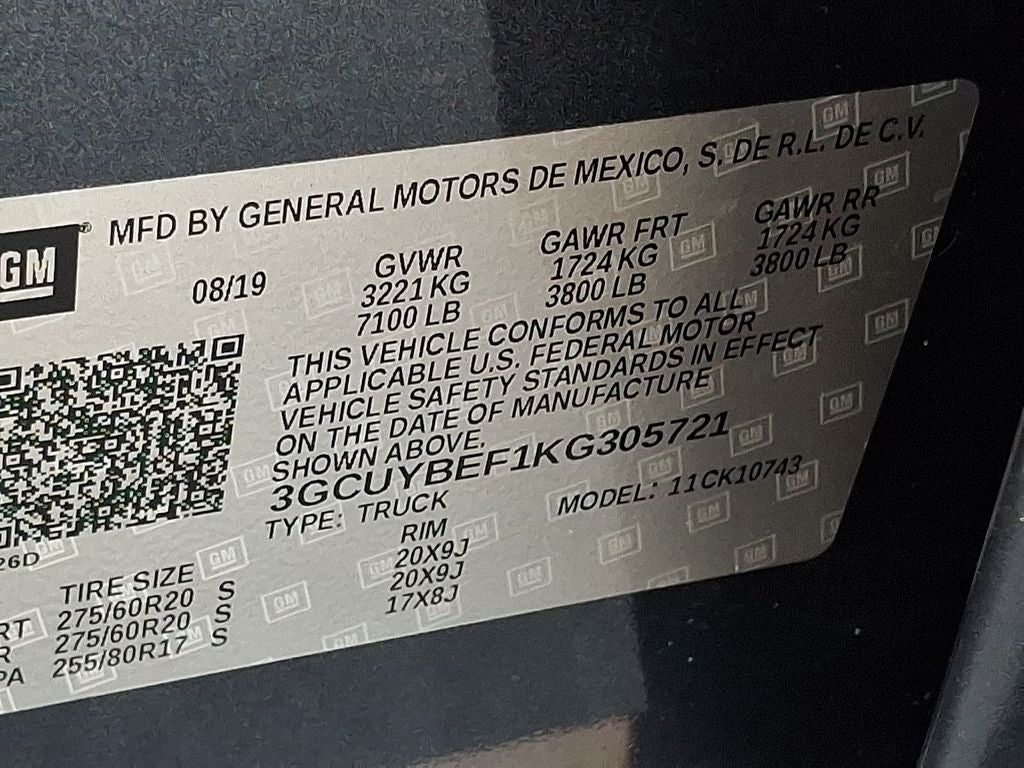 GM
MFD BY GENERAL MOTORS DE MEXICO, S. DE R.L. DE C.V.
08/19
GVWR
3221 KG
7100 LB
GAWR FRT
1724 KG
3800 LB
GAWR RR
1724 KG
3800 LB
THIS VEHICLE CONFORMS TO ALL
APPLICABLE U.S. FEDERAL MOTOR
VEHICLE SAFETY STANDARDS IN EFFECT
ON THE DATE OF MANUFACTURE
SHOWN ABOVE.
3GCUYBEF1KG305721
TYPE: TRUCK MODEL: 11CK10743
26D
TIRE SIZE RIM
RT 275/60R20 S 20X9J
R 275/60R20 S 20X9J
PA 255/80R17 S 17X8J